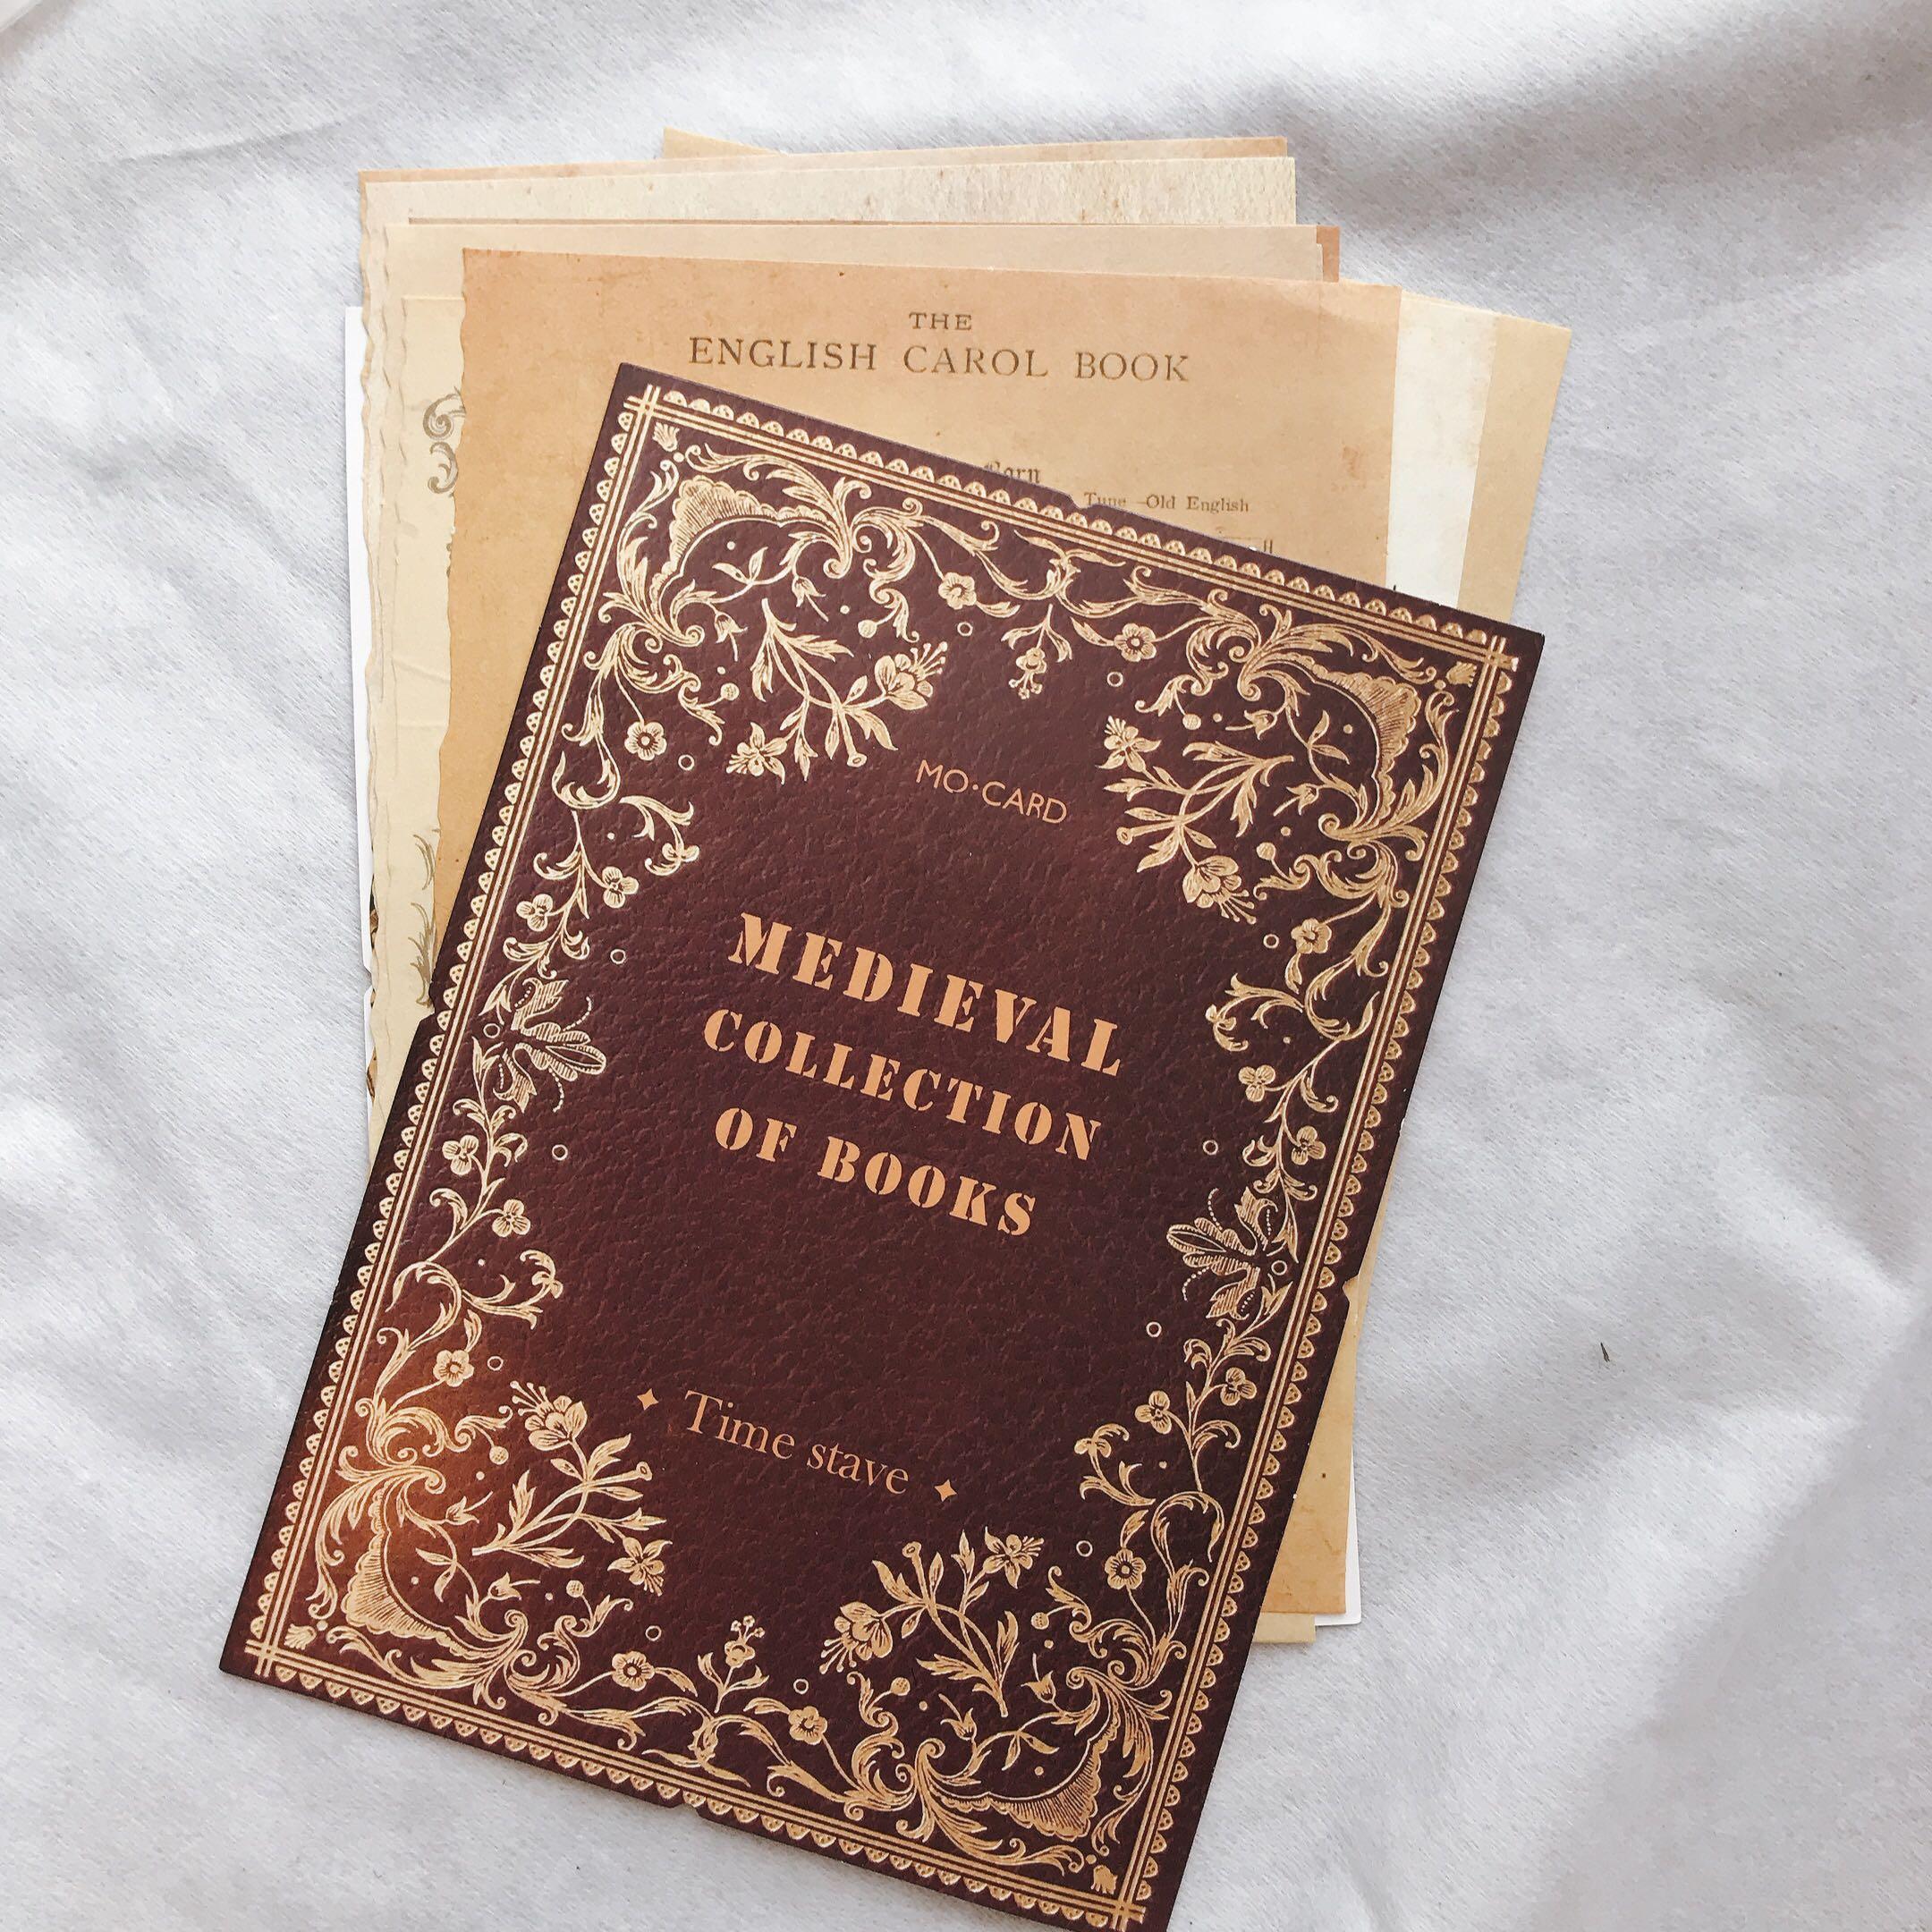 THE
ENGLISH CAROL BOOK
Tune—Old English
MO·CARD
MEDIEVAL
COLLECTION
OF BOOKS
Time stave